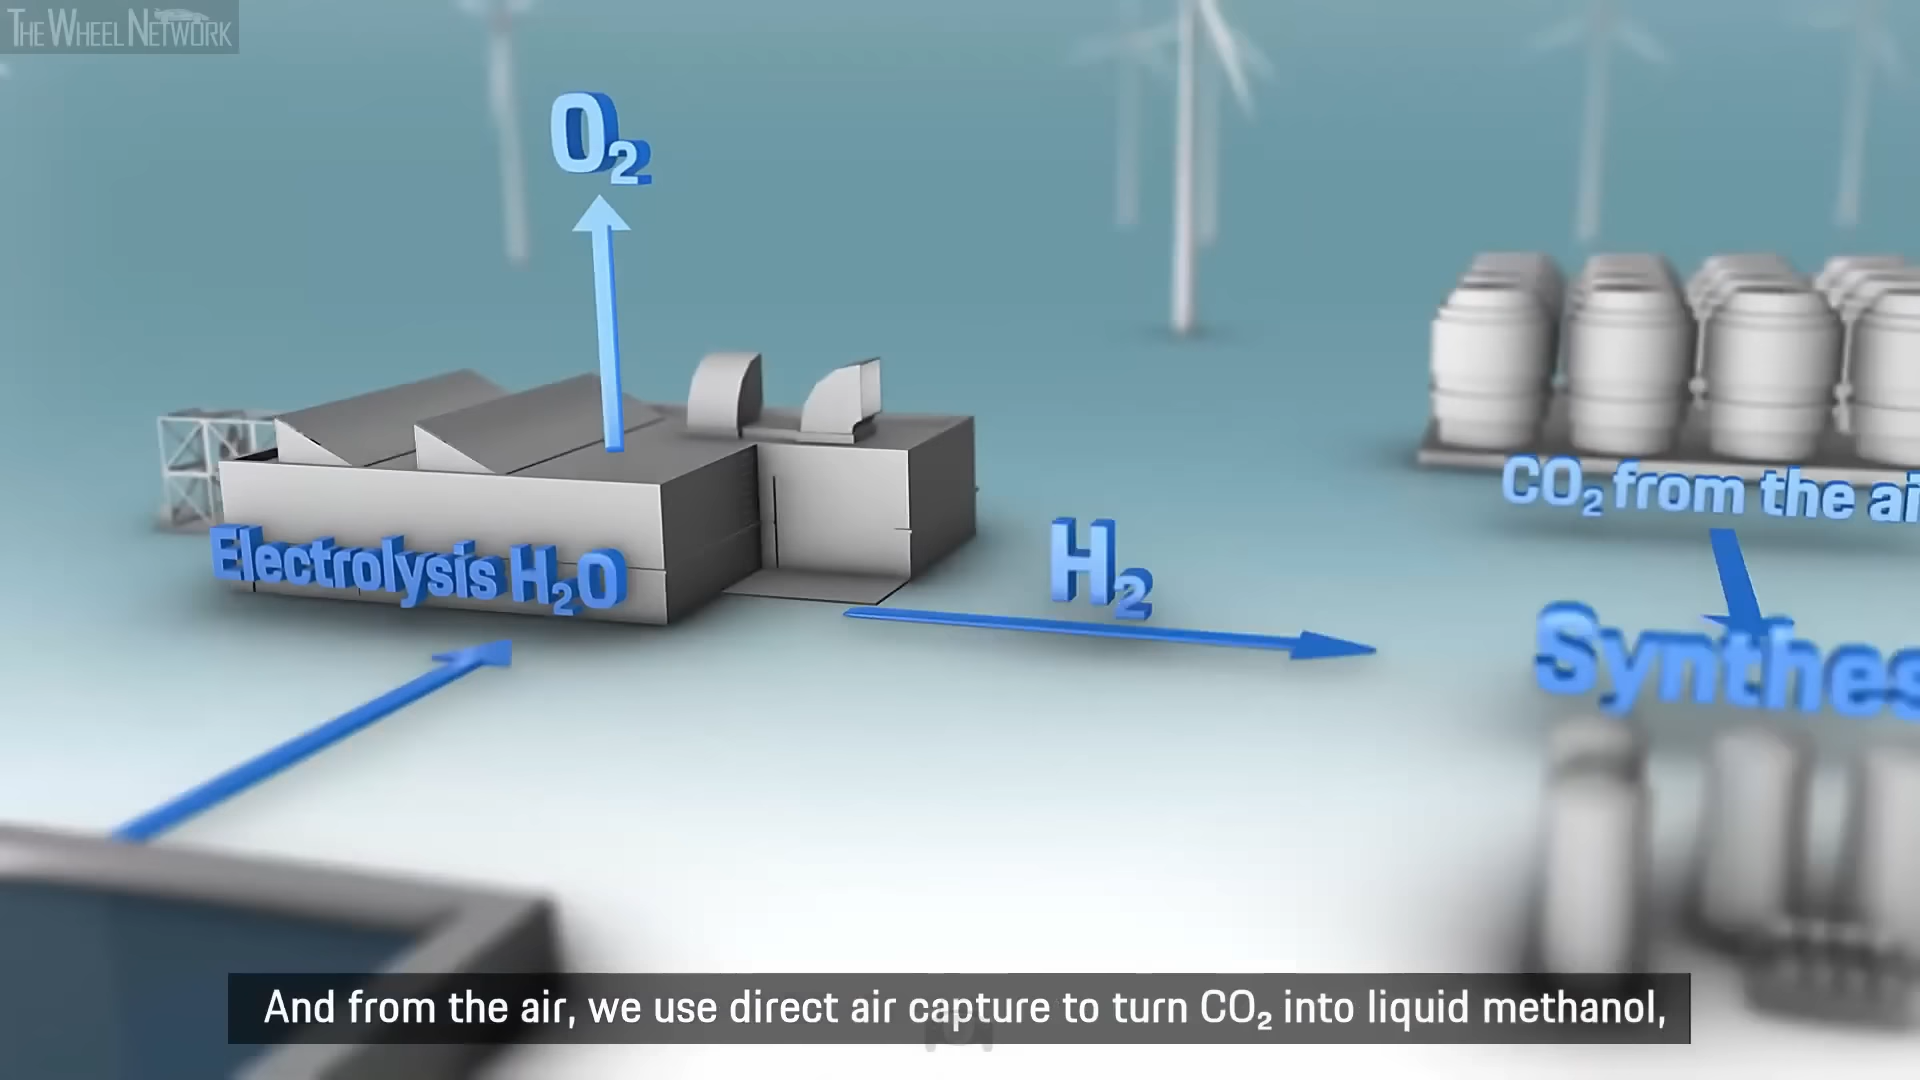 THE WHEEL NETWORK
O₂
Electrolysis H₂O
H₂
CO₂ from the ai
Synthes
And from the air, we use direct air capture to turn CO₂ into liquid methanol,